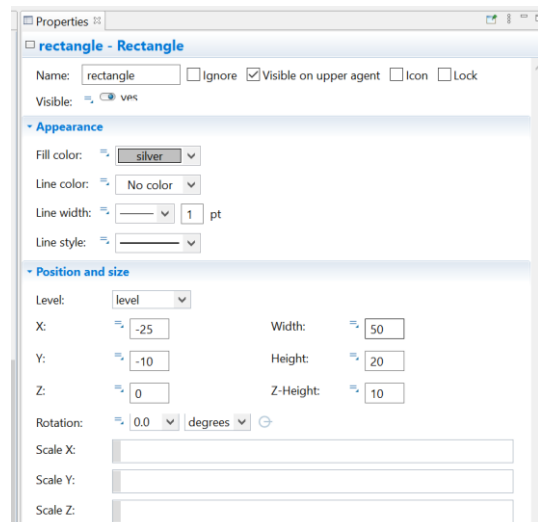 Properties
rectangle - Rectangle
Name: rectangle Ignore Visible on upper agent Icon Lock
Visible: yes
Appearance
Fill color: silver
Line color: No color
Line width: 1 pt
Line style:
Position and size
Level: level
X: -25 Width: 50
Y: -10 Height: 20
Z: 0 Z-Height: 10
Rotation: 0.0 degrees
Scale X:
Scale Y:
Scale Z: